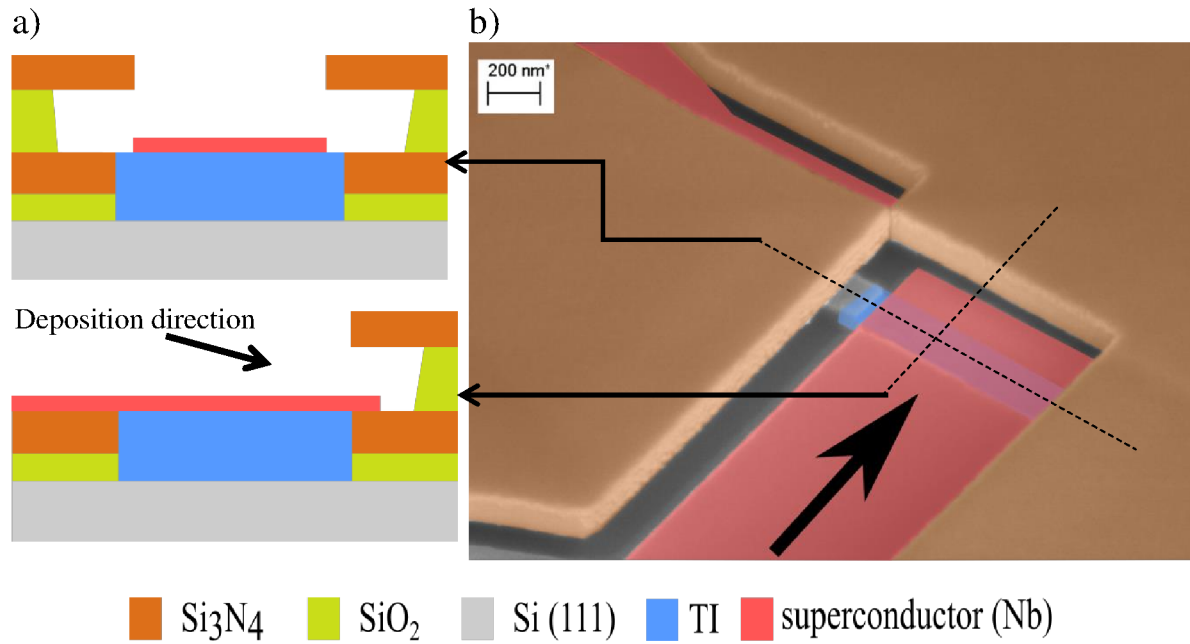 a)
b)
200 nm*
Deposition direction
Si₃N₄
SiO₂
Si (111)
TI
superconductor (Nb)